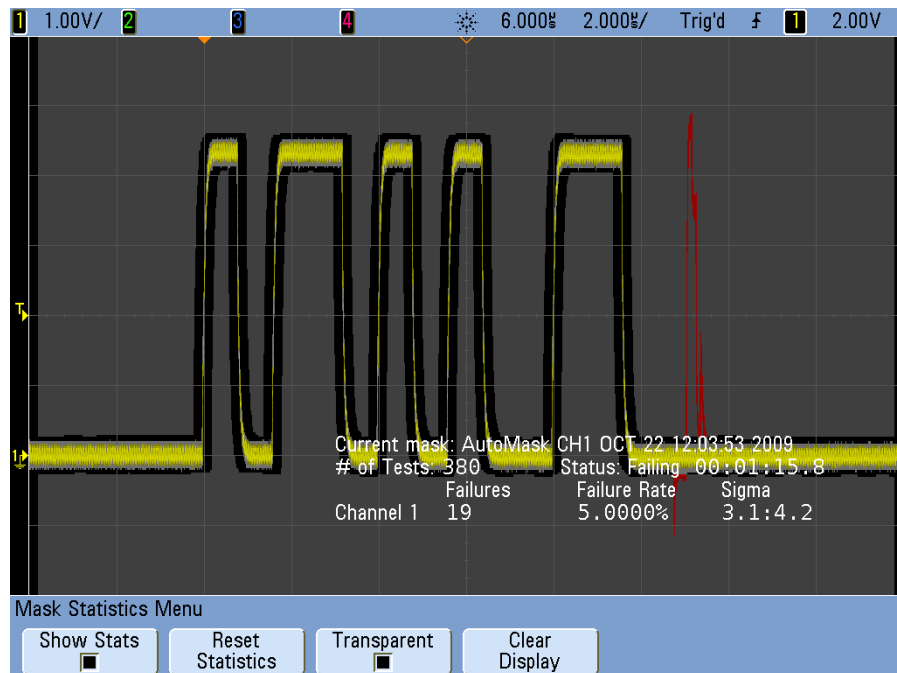 1 1.00V/ 2 3 4 6.000µs 2.000µs/ Trig'd 1 2.00V
T
1
Current mask: AutoMask CH1 OCT 22 12:03:53 2009
# of Tests: 380 Status: Failing 00:01:15.8
Failures Failure Rate Sigma
Channel 1 19 5.0000% 3.1:4.2
Mask Statistics Menu
Show Stats Reset Statistics Transparent Clear Display